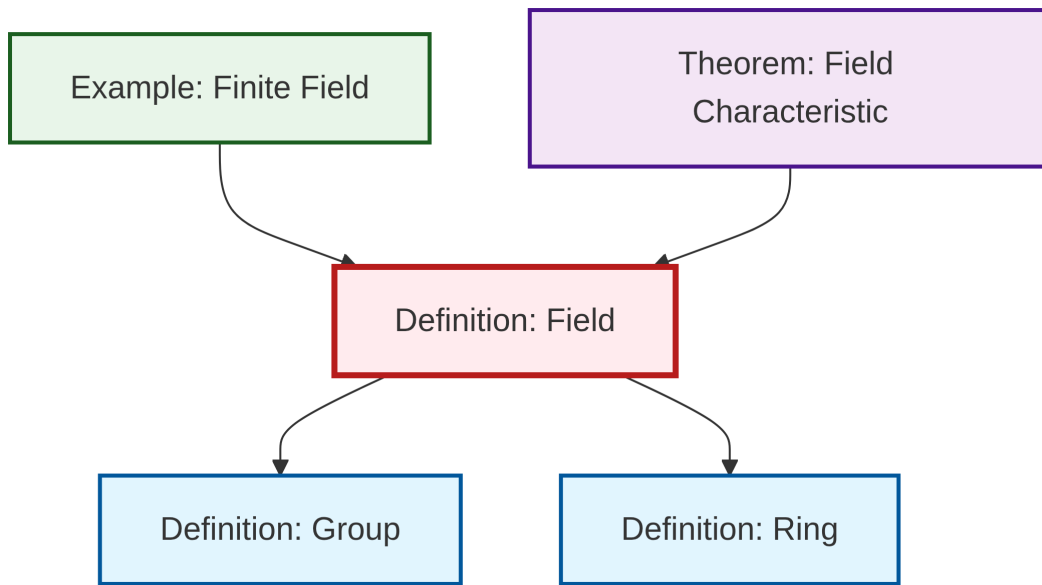 Example: Finite Field
Theorem: Field
Characteristic
Definition: Field
Definition: Group
Definition: Ring